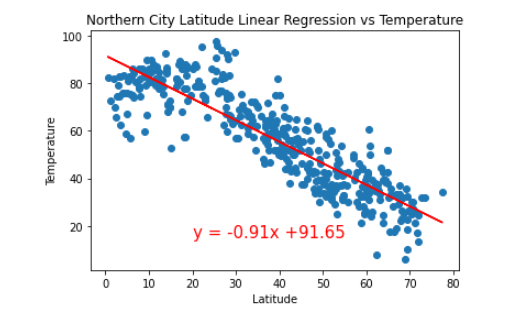 Northern City Latitude Linear Regression vs Temperature
100
80
60
40
20
Temperature
y = -0.91x +91.65
0 10 20 30 40 50 60 70 80
Latitude